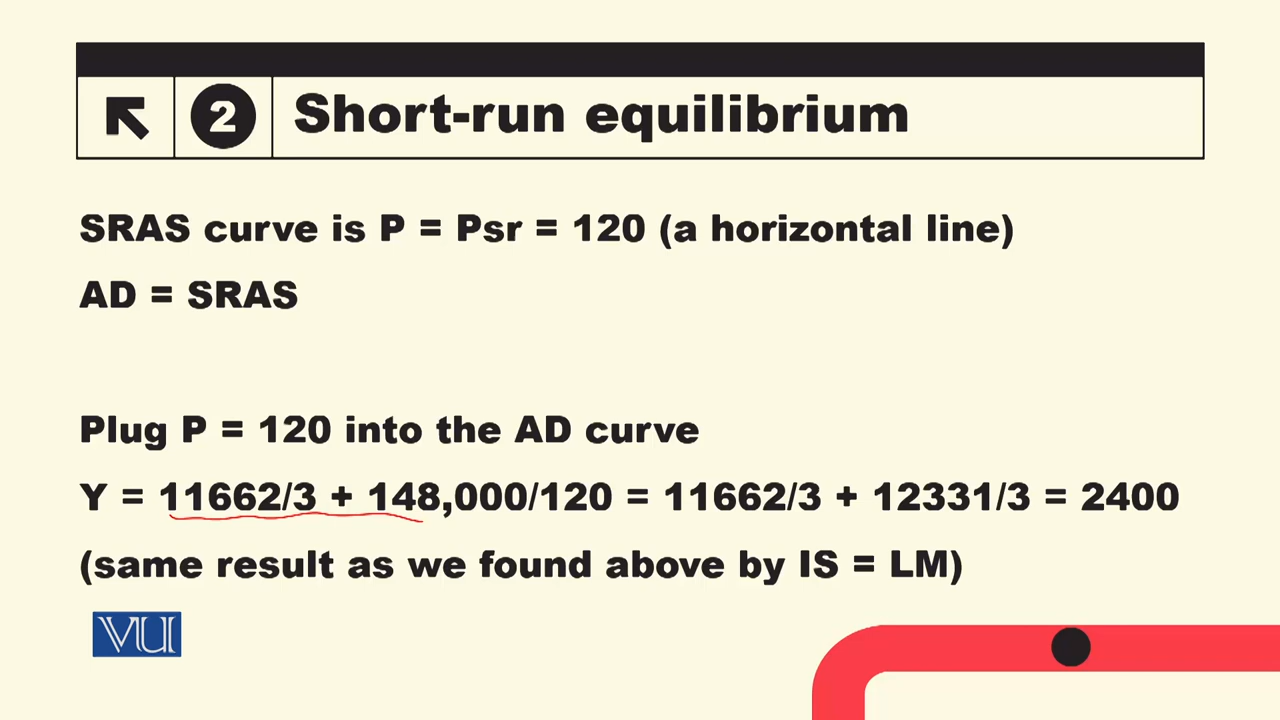 2 Short-run equilibrium
SRAS curve is P = Psr = 120 (a horizontal line)
AD = SRAS
Plug P = 120 into the AD curve
Y = 11662/3 + 148,000/120 = 11662/3 + 12331/3 = 2400
(same result as we found above by IS = LM)
VU